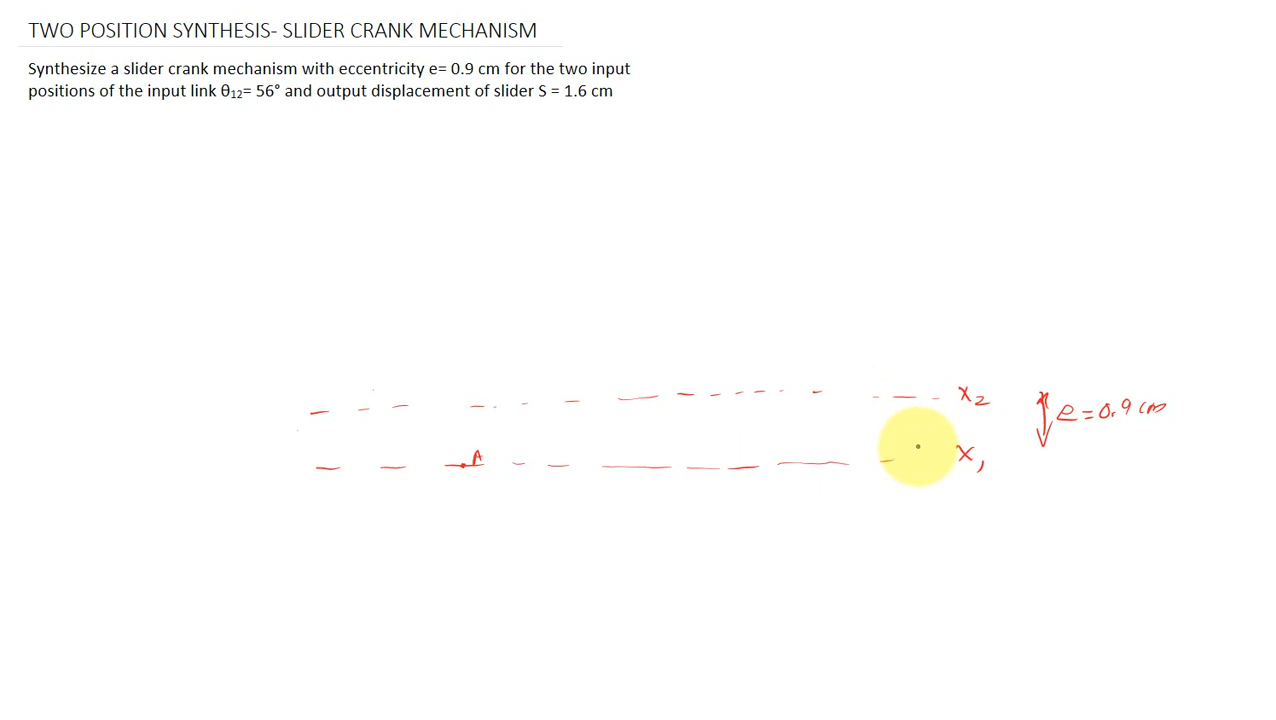 TWO POSITION SYNTHESIS- SLIDER CRANK MECHANISM
Synthesize a slider crank mechanism with eccentricity e= 0.9 cm for the two input
positions of the input link θ₁₂= 56° and output displacement of slider S = 1.6 cm
X₂
e = 0.9 cm
A
X₁